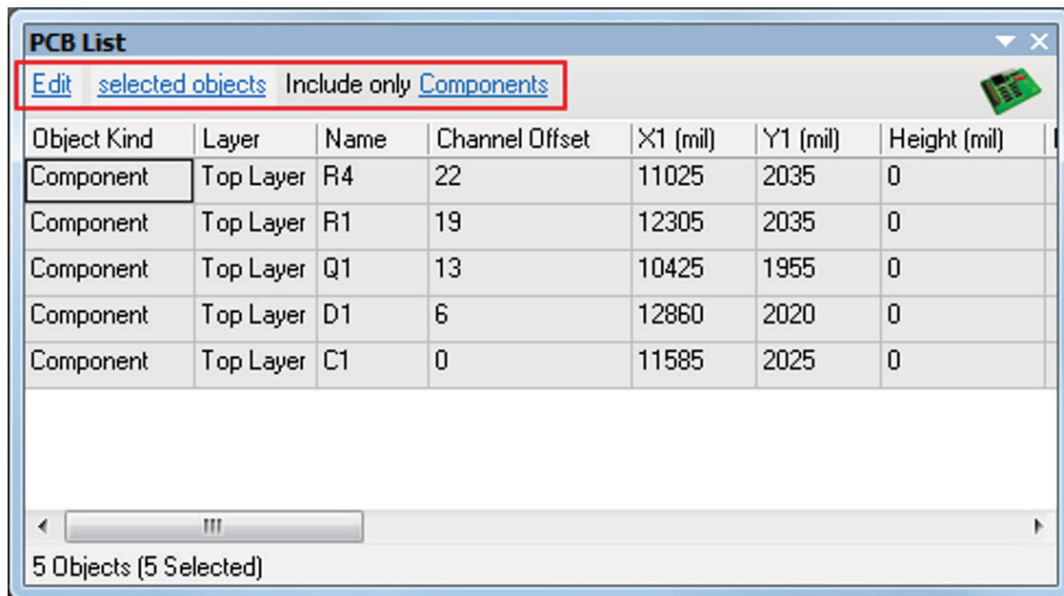 PCB List
Edit selected objects Include only Components
Object Kind Layer Name Channel Offset X1 (mil) Y1 (mil) Height (mil)
Component Top Layer R4 22 11025 2035 0
Component Top Layer R1 19 12305 2035 0
Component Top Layer Q1 13 10425 1955 0
Component Top Layer D1 6 12860 2020 0
Component Top Layer C1 0 11585 2025 0
5 Objects (5 Selected)